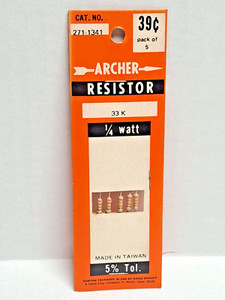 CAT. NO.
271-1341
39¢
pack of
5
ARCHER
RESISTOR
33 K
¼ watt
MADE IN TAIWAN
5% Tol.